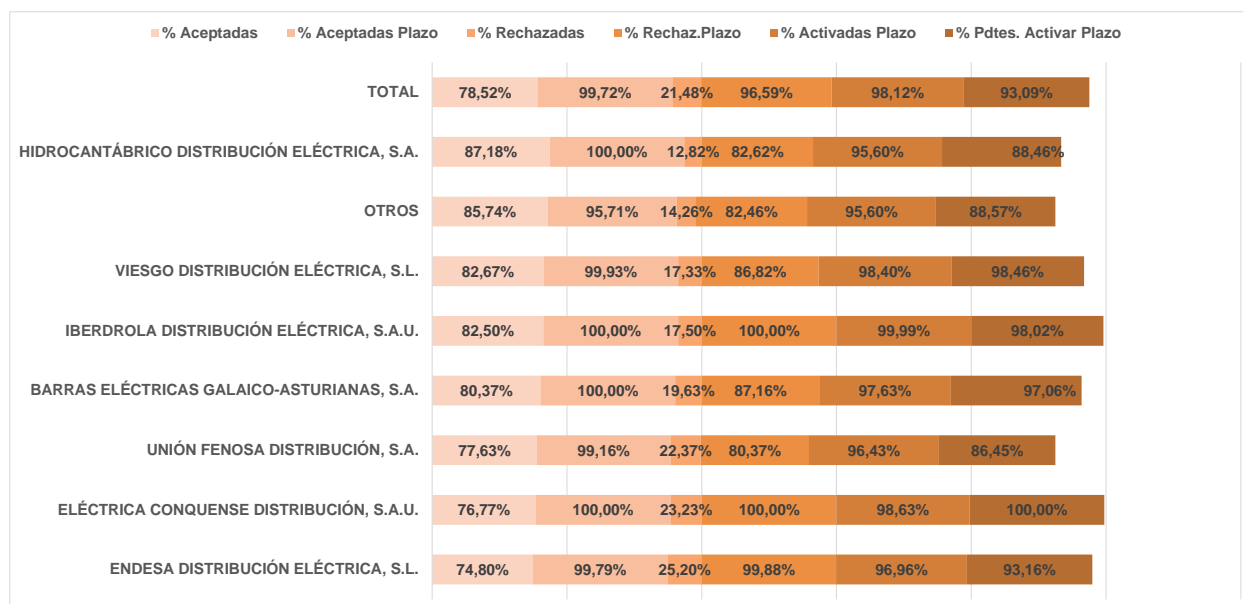 % Aceptadas % Aceptadas Plazo % Rechazadas % Rechaz.Plazo % Activadas Plazo % Pdtes. Activar Plazo
TOTAL 78,52% 99,72% 21,48% 96,59% 98,12% 93,09%
HIDROCANTÁBRICO DISTRIBUCIÓN ELÉCTRICA, S.A. 87,18% 100,00% 12,82% 82,62% 95,60% 88,46%
OTROS 85,74% 95,71% 14,26% 82,46% 95,60% 88,57%
VIESGO DISTRIBUCIÓN ELÉCTRICA, S.L. 82,67% 99,93% 17,33% 86,82% 98,40% 98,46%
IBERDROLA DISTRIBUCIÓN ELÉCTRICA, S.A.U. 82,50% 100,00% 17,50% 100,00% 99,99% 98,02%
BARRAS ELÉCTRICAS GALAICO-ASTURIANAS, S.A. 80,37% 100,00% 19,63% 87,16% 97,63% 97,06%
UNIÓN FENOSA DISTRIBUCIÓN, S.A. 77,63% 99,16% 22,37% 80,37% 96,43% 86,45%
ELÉCTRICA CONQUENSE DISTRIBUCIÓN, S.A.U. 76,77% 100,00% 23,23% 100,00% 98,63% 100,00%
ENDESA DISTRIBUCIÓN ELÉCTRICA, S.L. 74,80% 99,79% 25,20% 99,88% 96,96% 93,16%